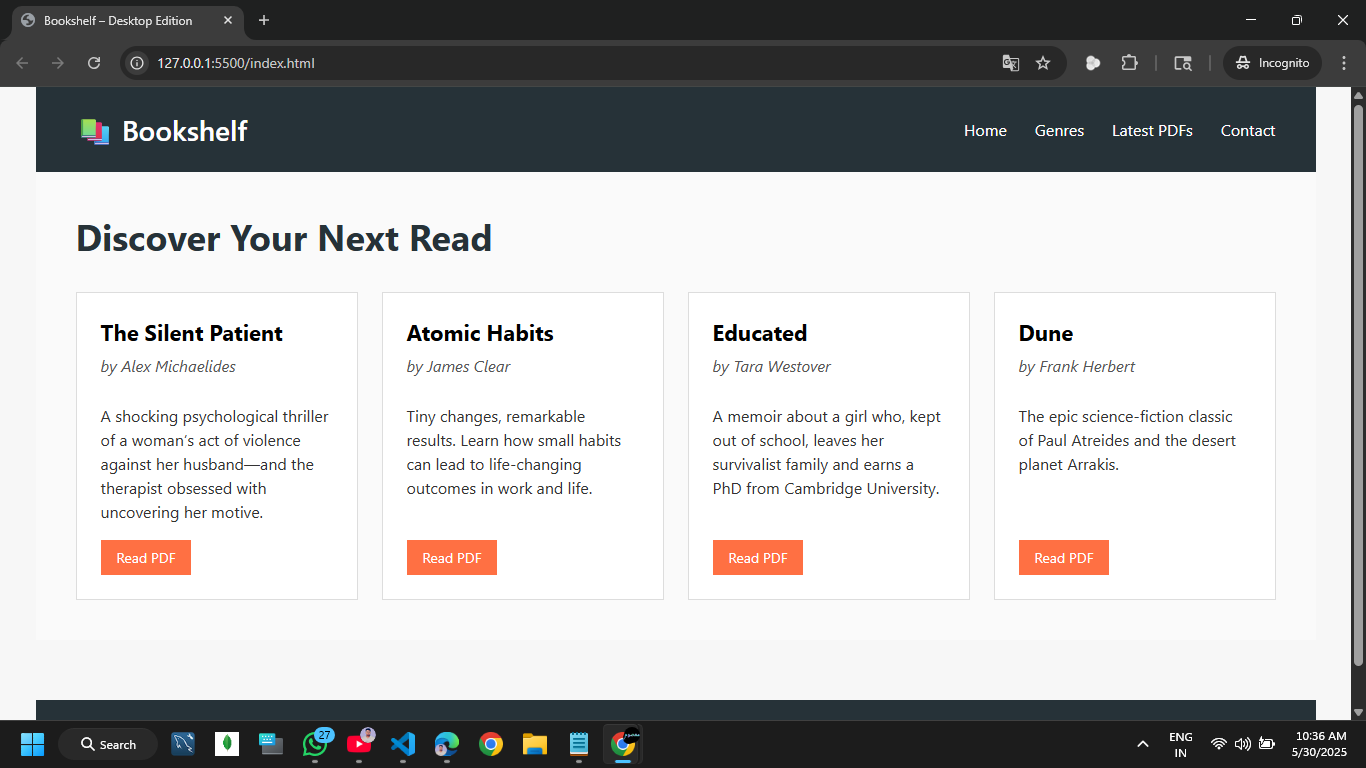 Bookshelf – Desktop Edition
127.0.0.1:5500/index.html
Incognito
Bookshelf
Home
Genres
Latest PDFs
Contact
Discover Your Next Read
The Silent Patient
by Alex Michaelides
A shocking psychological thriller
of a woman’s act of violence
against her husband—and the
therapist obsessed with
uncovering her motive.
Read PDF
Atomic Habits
by James Clear
Tiny changes, remarkable
results. Learn how small habits
can lead to life-changing
outcomes in work and life.
Read PDF
Educated
by Tara Westover
A memoir about a girl who, kept
out of school, leaves her
survivalist family and earns a
PhD from Cambridge University.
Read PDF
Dune
by Frank Herbert
The epic science-fiction classic
of Paul Atreides and the desert
planet Arrakis.
Read PDF
Search
27
ENG
IN
10:36 AM
5/30/2025